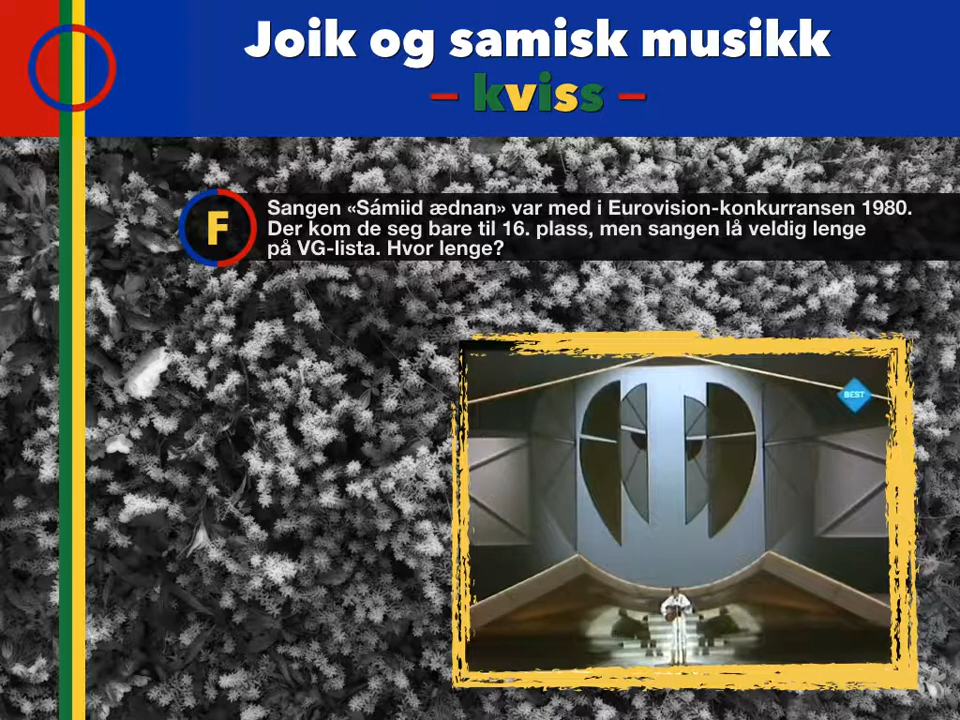 Joik og samisk musikk
– kviss –
F
Sangen «Sámiid ædnan» var med i Eurovision-konkurransen 1980.
Der kom de seg bare til 16. plass, men sangen lå veldig lenge
på VG-lista. Hvor lenge?
BEST